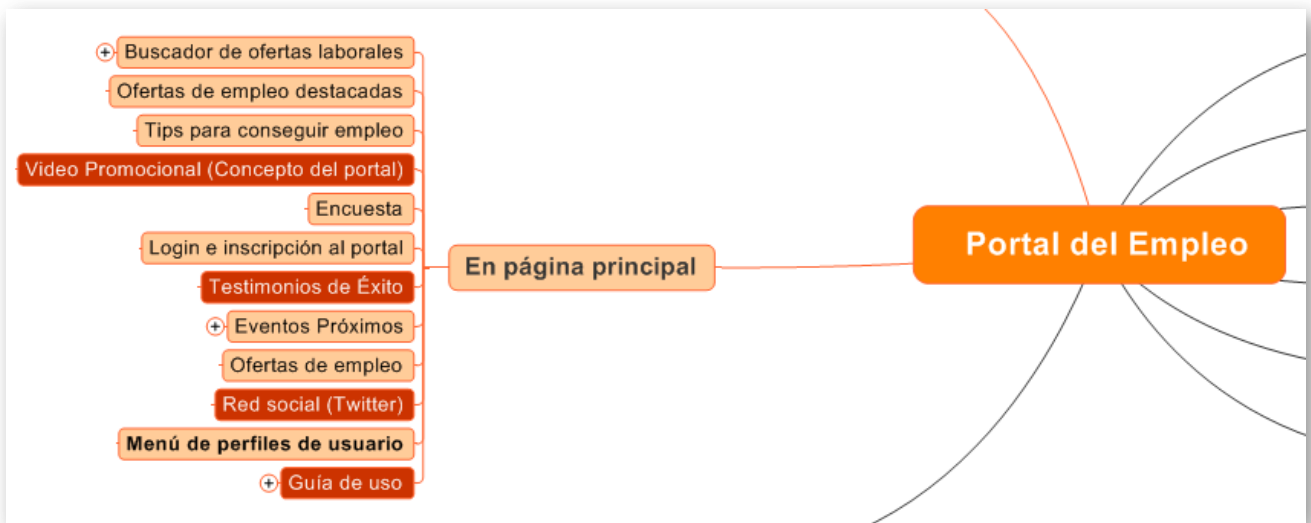 Buscador de ofertas laborales
Ofertas de empleo destacadas
Tips para conseguir empleo
Video Promocional (Concepto del portal)
Encuesta
Login e inscripción al portal
Testimonios de Éxito
Eventos Próximos
Ofertas de empleo
Red social (Twitter)
Menú de perfiles de usuario
Guía de uso
En página principal
Portal del Empleo